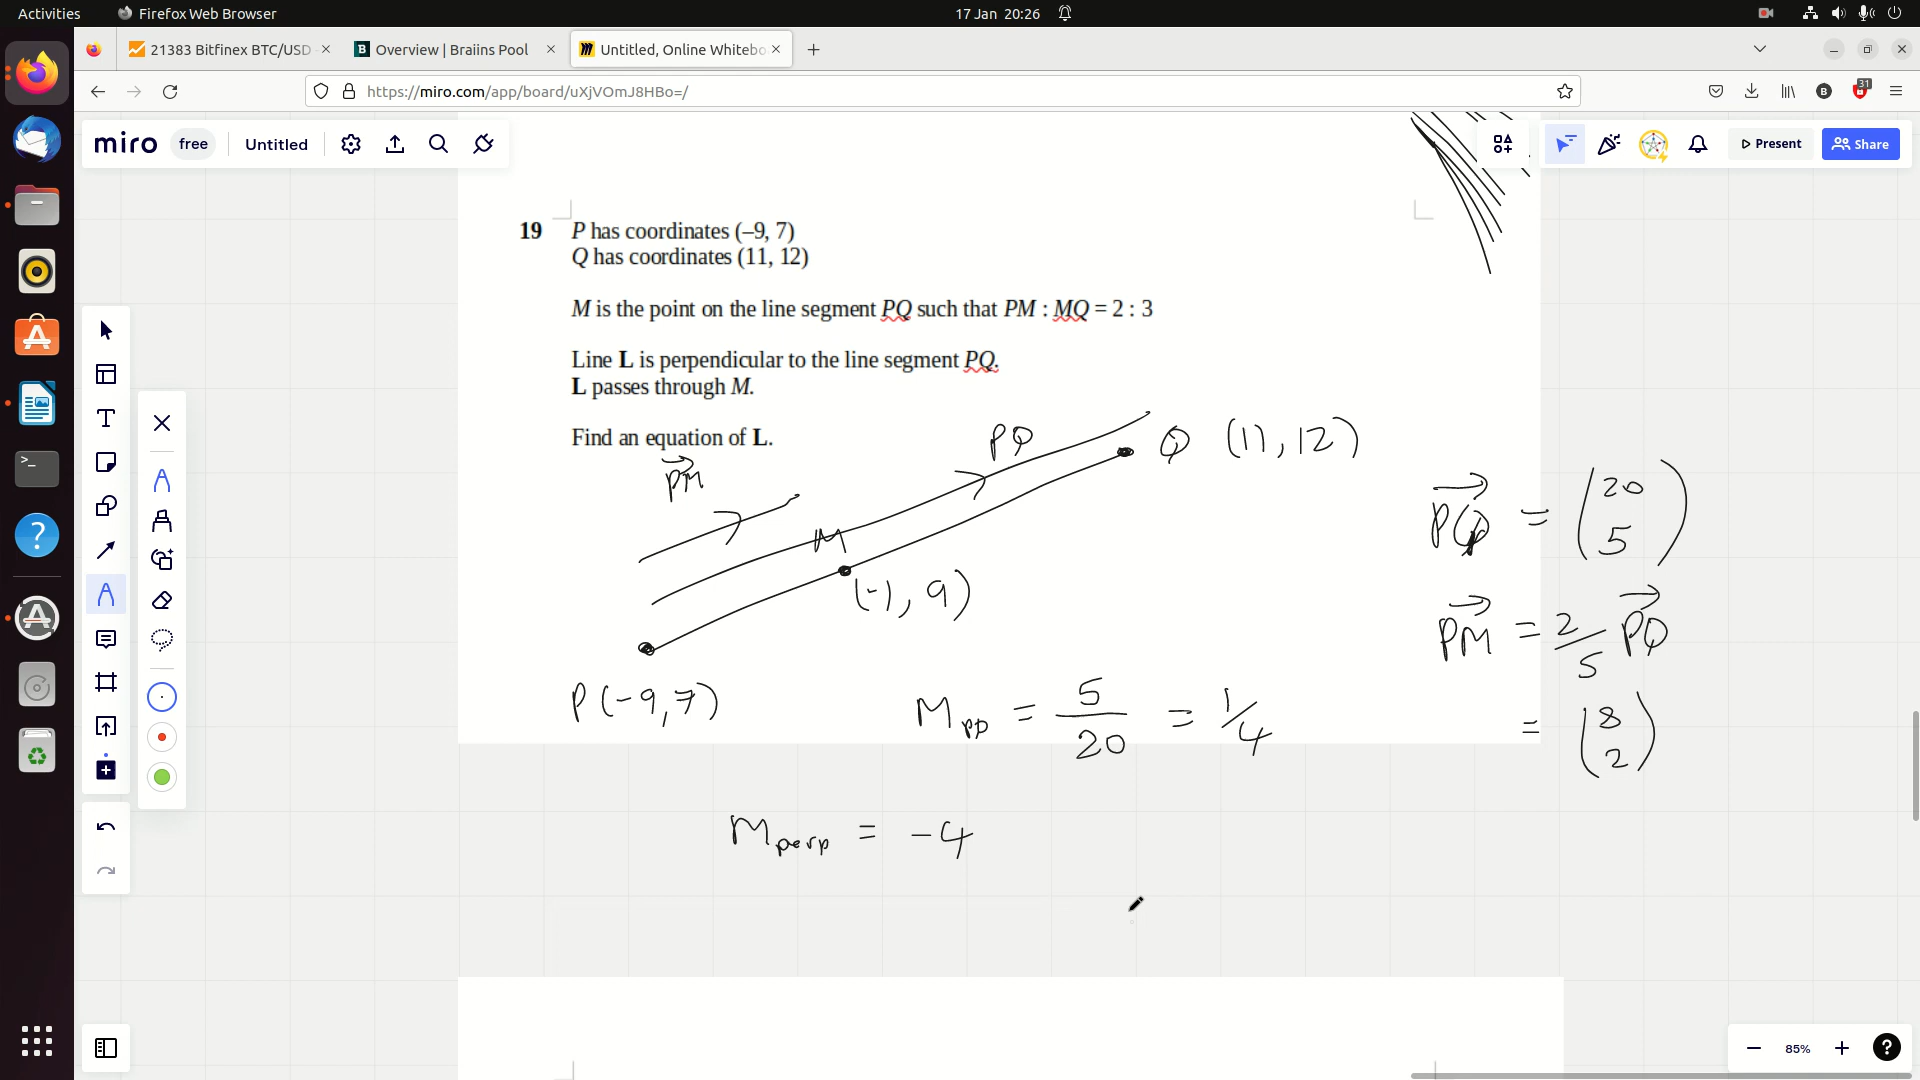 Activities
Firefox Web Browser
17 Jan 20:26
21383 Bitfinex BTC/USD
Overview | Braiins Pool
Untitled, Online Whitebo
https://miro.com/app/board/uXjVOmJ8HBo=/
B
31
miro
free
Untitled
Present
Share
19 P has coordinates (–9, 7)
Q has coordinates (11, 12)
M is the point on the line segment PQ such that PM : MQ = 2 : 3
Line L is perpendicular to the line segment PQ.
L passes through M.
Find an equation of L.
PM
PQ
Q (11, 12)
M
(-1, 9)
P (-9, 7)
PQ = (20 5)
PM = 2/5 PQ
= (8 2)
M = 5/20 = 1/4
M perp = -4
85%